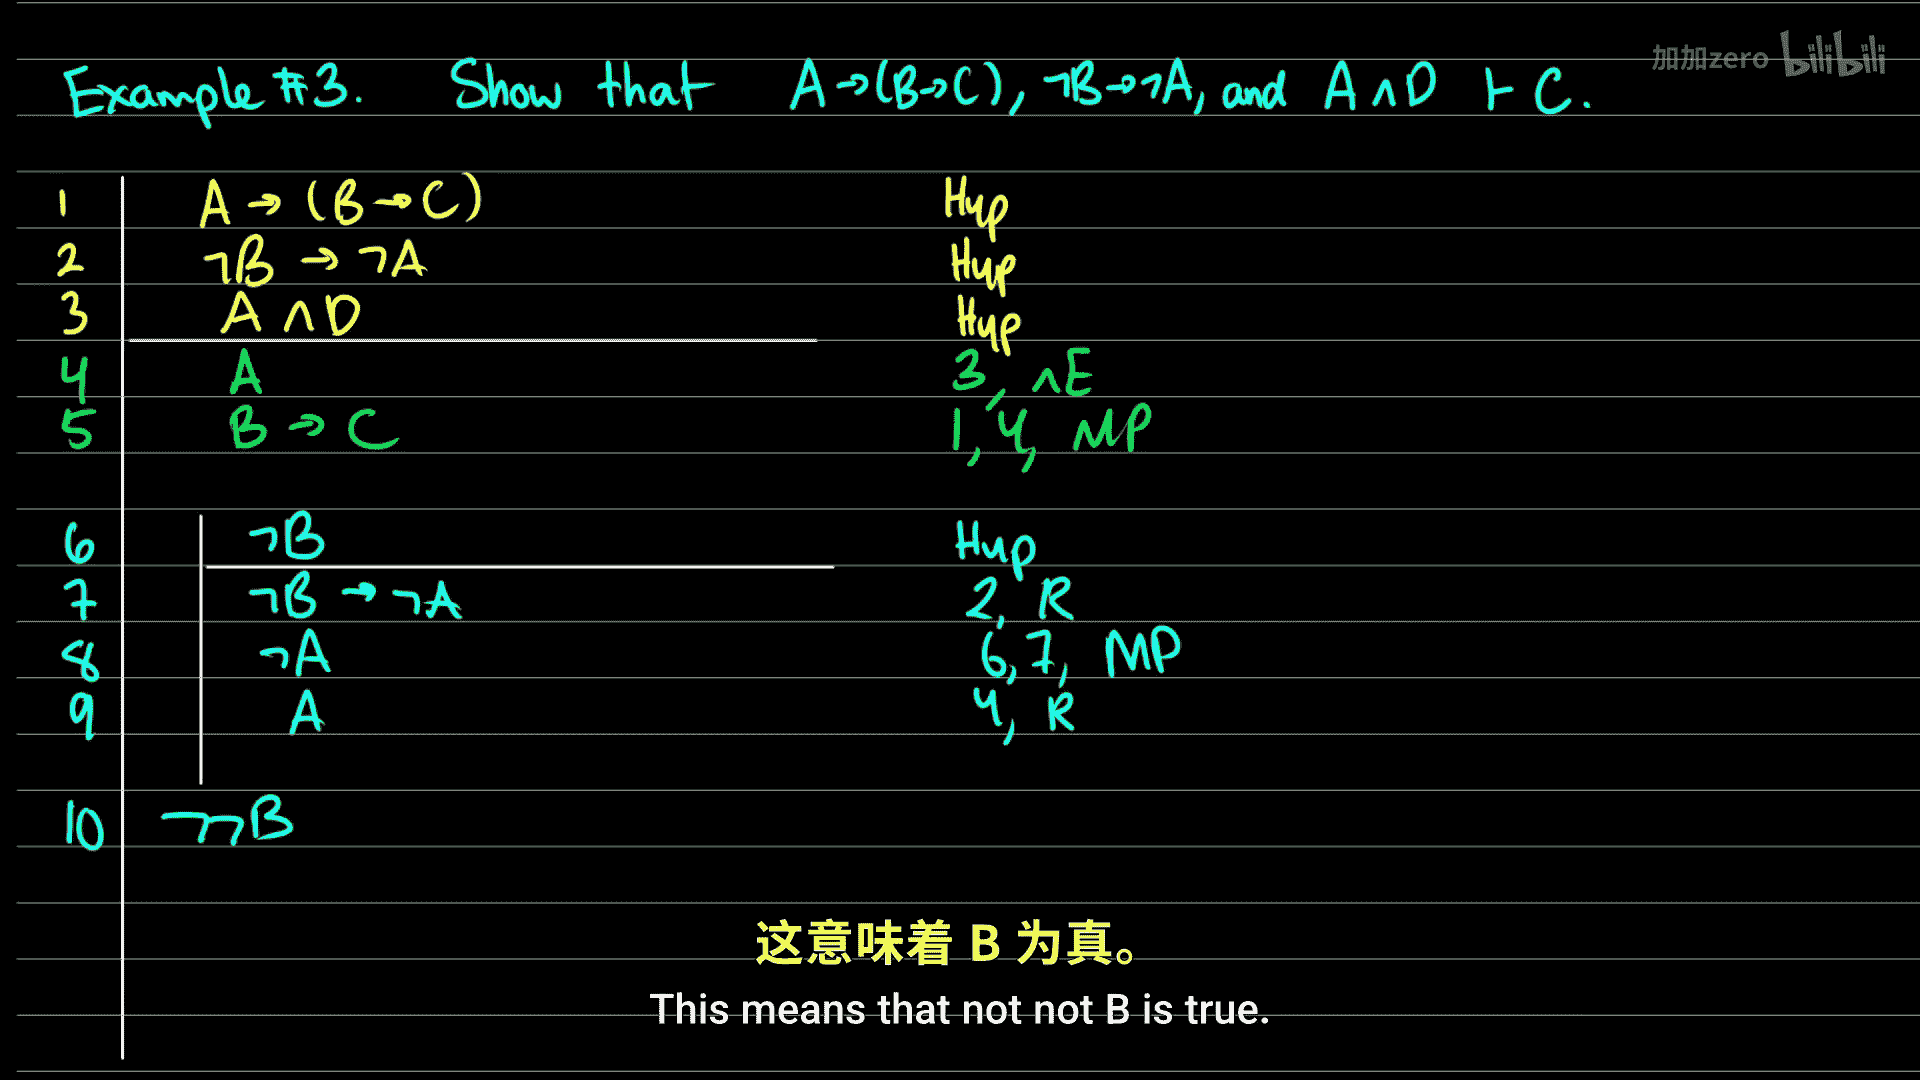 加加zero bilibili
Example #3. Show that A→(B→C), ¬B→¬A, and A∧D ⊢ C.
1 A→(B→C) Hyp
2 ¬B→¬A Hyp
3 A∧D Hyp
4 A 3, ∧E
5 B→C 1, 4, MP
6 ¬B Hyp
7 ¬B→¬A 2, R
8 ¬A 6, 7, MP
9 A 4, R
10 ¬¬B
这意味着 B 为真。
This means that not not B is true.